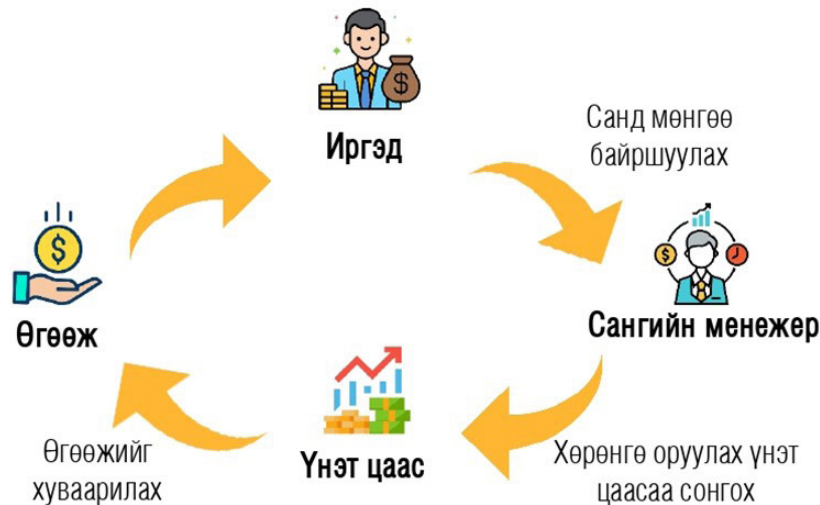 Иргэд
Санд мөнгөө
байршуулах
Сангийн менежер
Хөрөнгө оруулах үнэт
цаасаа сонгох
Үнэт цаас
Өгөөжийг
хуваарилах
Өгөөж